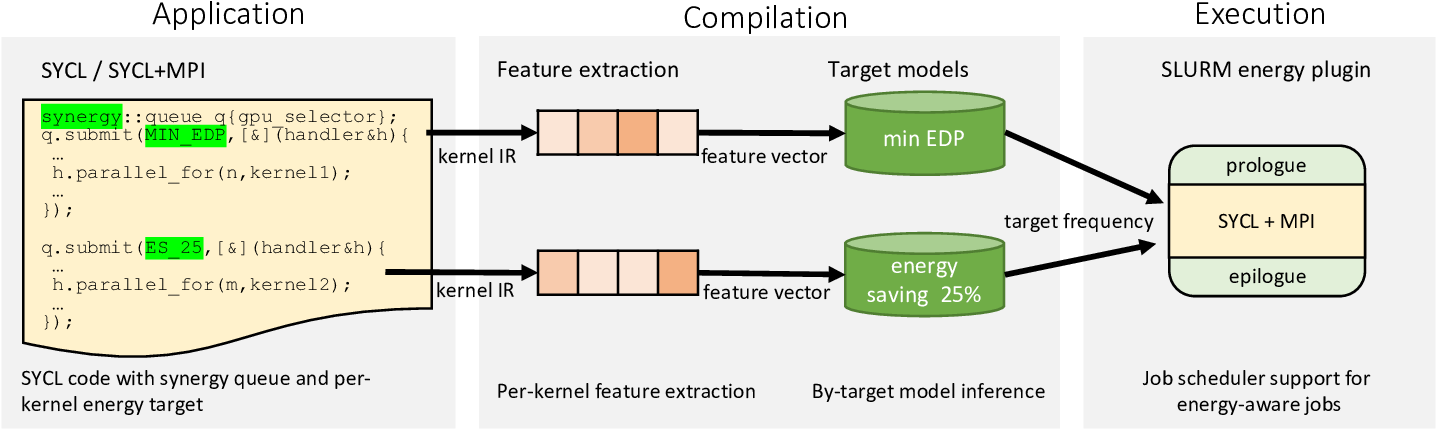 Application
Compilation
Execution
SYCL / SYCL+MPI
synergy::queue q{gpu_selector};
q.submit(MIN_EDP,[&](handler&h){
…
h.parallel_for(n,kernel1);
…
});
q.submit(ES_25,[&](handler&h){
…
h.parallel_for(m,kernel2);
…
});
SYCL code with synergy queue and per-
kernel energy target
kernel IR
kernel IR
Feature extraction
feature vector
feature vector
Per-kernel feature extraction
Target models
min EDP
energy
saving 25%
By-target model inference
target frequency
SLURM energy plugin
prologue
SYCL + MPI
epilogue
Job scheduler support for
energy-aware jobs